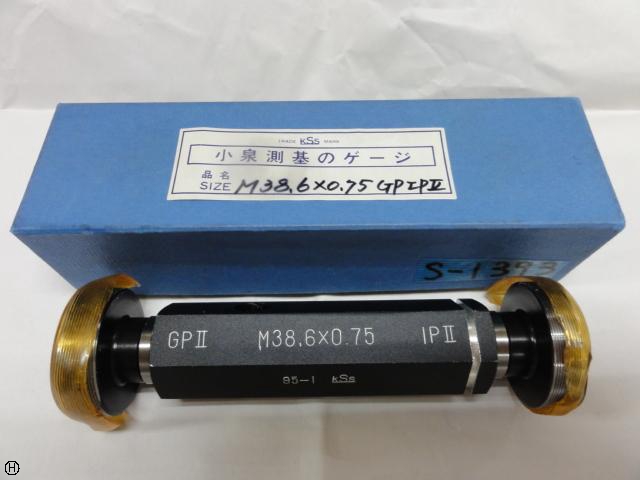 TRADE KSS MARK
小泉測基のゲージ
品名
SIZE M38.6×0.75 GPIPⅡ
S-1393
GPⅡ M38.6×0.75 IPⅡ
95-1 KSS
H